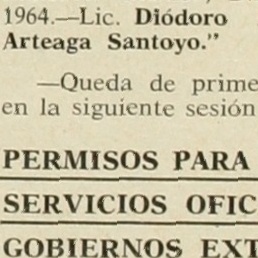 1964.—Lic. Diódoro
Arteaga Santoyo."
—Queda de prime
en la siguiente sesión
PERMISOS PARA
SERVICIOS OFIC
GOBIERNOS EXT